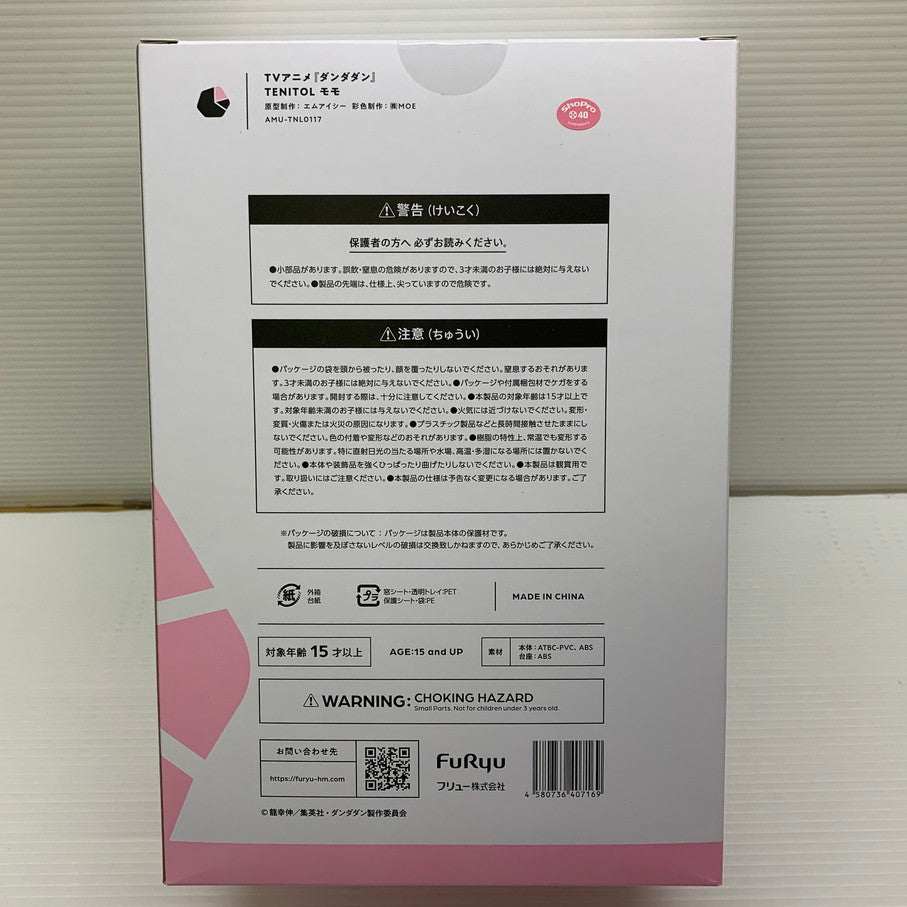 TVアニメ『ダンダダン』
TENITOL モモ
原型制作：エムアイシー 彩色制作：㈲MOE
AMU-TNL0117
ShoPro
40
⚠警告（けいこく）
保護者の方へ 必ずお読みください。
●小部品があります。誤飲・窒息の危険がありますので、3才未満のお子様には絶対に与えない
でください。●製品の先端は、仕様上、尖っていますので危険です。
⚠注意（ちゅうい）
●パッケージの袋を頭から被ったり、顔を覆ったりしないでください。窒息するおそれがありま
す。3才未満のお子様には絶対に与えないでください。●パッケージや付属梱包材でケガをする
場合があります。開封する際は、十分に注意してください。●本製品の対象年齢は15才以上で
す。対象年齢未満のお子様には与えないでください。●火気には近づけないでください。変形・
変質・火傷または火災の原因になります。●プラスチック製品などと長時間接触させたままにし
ないでください。色の付着や変形などのおそれがあります。●樹脂の特性上、常温でも変形する
可能性があります。特に直射日光の当たる場所や水場、高温・多湿になる場所には置かないでく
ださい。●本体や装飾品を強くひっぱったり曲げたりしないでください。●本製品は観賞用で
す。取り扱いにはご注意ください。●本製品の仕様は予告なく変更になる場合があります。ご了
承ください。
※パッケージの破損について：パッケージは製品本体の保護材です。
製品に影響を及ぼさないレベルの破損は交換致しかねますので、あらかじめご了承ください。
紙 外箱
台紙
プラ 窓シート・透明トレイ：PET
保護シート・袋：PE
MADE IN CHINA
対象年齢 15 才以上
AGE:15 and UP
素材
本体：ATBC-PVC、ABS
台座：ABS
⚠WARNING: CHOKING HAZARD
Small Parts. Not for children under 3 years old.
お問い合わせ先
https://furyu-hm.com
FuRyu
フリュー株式会社
4 580736 407169
©龍幸伸／集英社・ダンダダン製作委員会